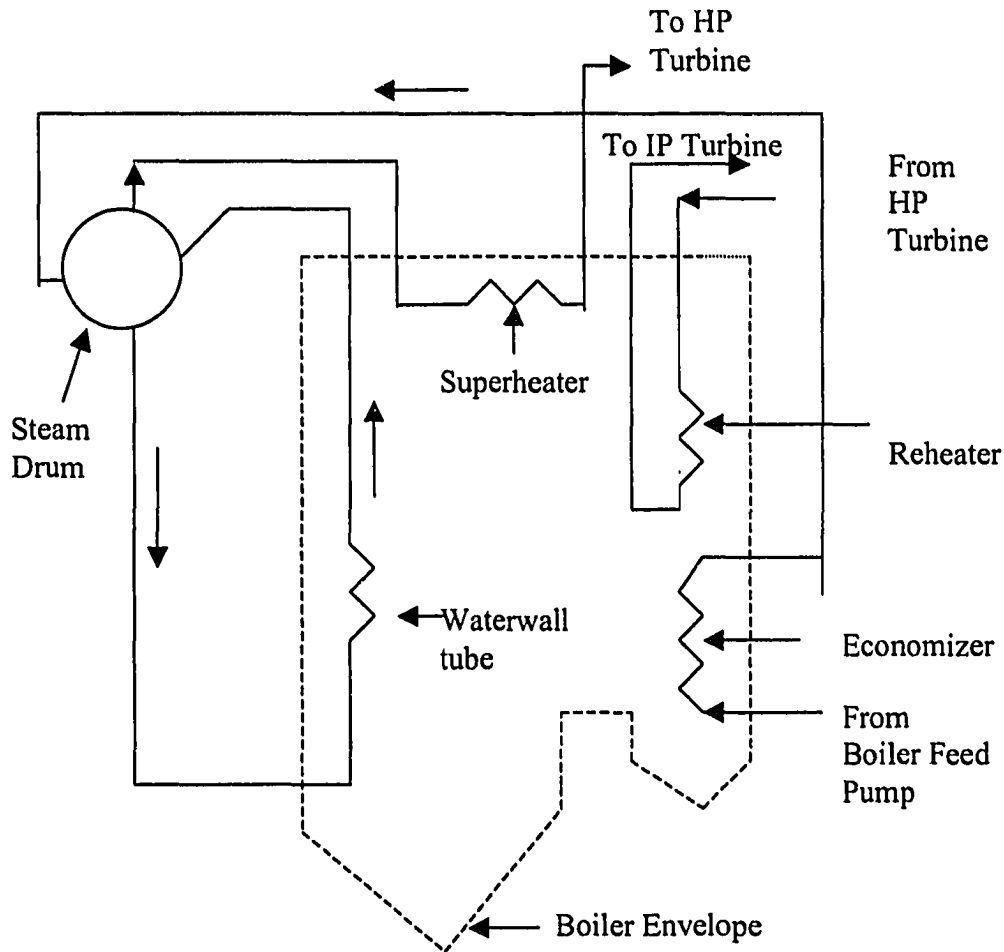 To HP
Turbine
To IP Turbine
From
HP
Turbine
Superheater
Steam
Drum
Reheater
Waterwall
tube
Economizer
From
Boiler Feed
Pump
Boiler Envelope